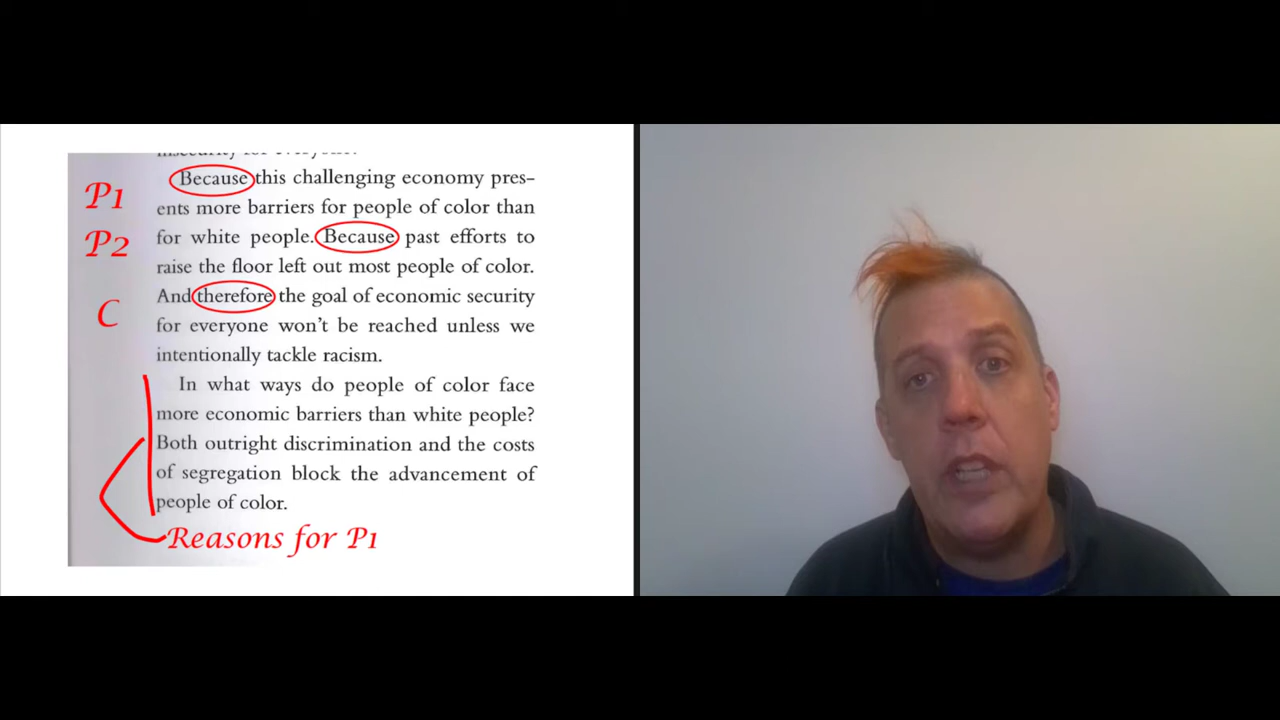 insecurity for everyone.
P1
P2
C
Because this challenging economy pres-
ents more barriers for people of color than
for white people. Because past efforts to
raise the floor left out most people of color.
And therefore the goal of economic security
for everyone won't be reached unless we
intentionally tackle racism.
In what ways do people of color face
more economic barriers than white people?
Both outright discrimination and the costs
of segregation block the advancement of
people of color.
Reasons for P1